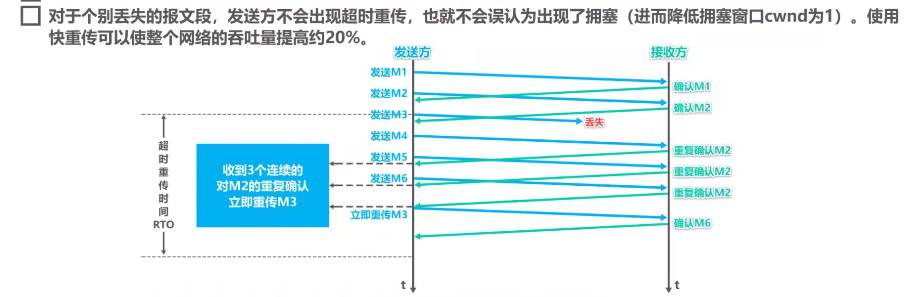 对于个别丢失的报文段，发送方不会出现超时重传，也就不会误认为出现了拥塞（进而降低拥塞窗口cwnd为1）。使用
快重传可以使整个网络的吞吐量提高约20%。
发送方
接收方
发送M1
确认M1
发送M2
确认M2
发送M3
丢失
发送M4
重复确认M2
发送M5
重复确认M2
发送M6
重复确认M2
立即重传M3
确认M6
超时重传时间
RTO
收到3个连续的
对M2的重复确认
立即重传M3
t
t